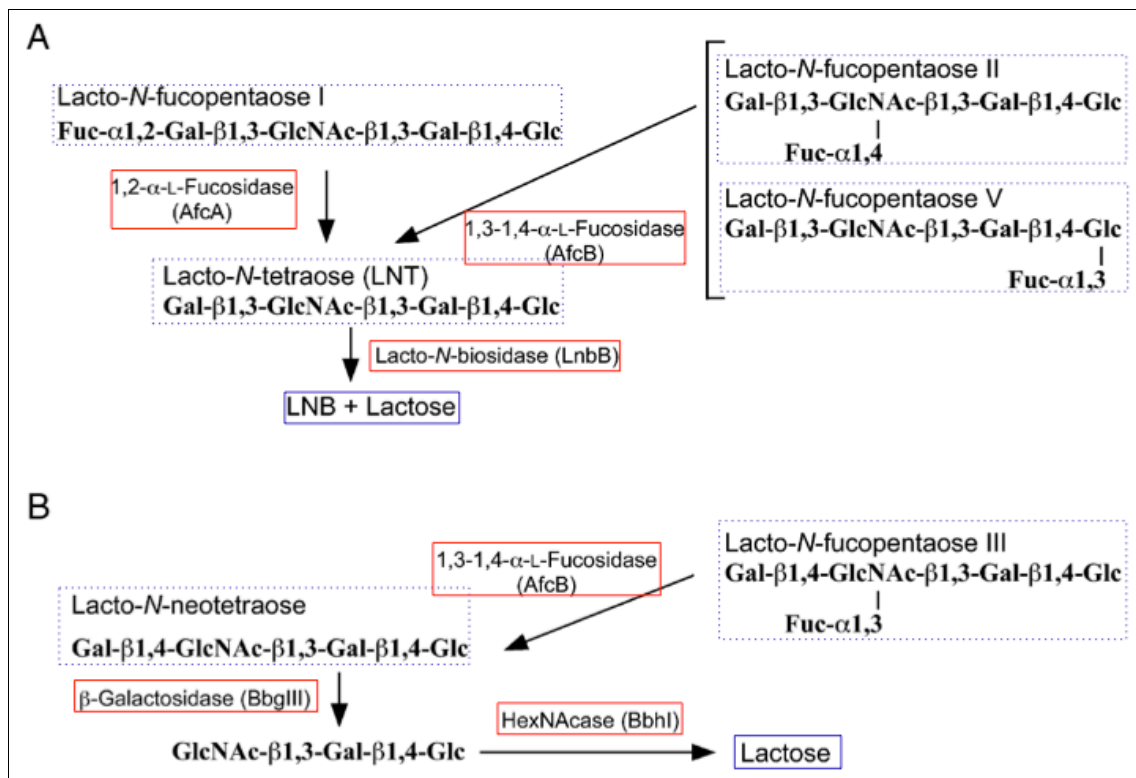 A
Lacto-N-fucopentaose I
Fuc-α1,2-Gal-β1,3-GlcNAc-β1,3-Gal-β1,4-Glc
1,2-α-L-Fucosidase
(AfcA)
Lacto-N-fucopentaose II
Gal-β1,3-GlcNAc-β1,3-Gal-β1,4-Glc
Fuc-α1,4
Lacto-N-fucopentaose V
Gal-β1,3-GlcNAc-β1,3-Gal-β1,4-Glc
Fuc-α1,3
1,3-1,4-α-L-Fucosidase
(AfcB)
Lacto-N-tetraose (LNT)
Gal-β1,3-GlcNAc-β1,3-Gal-β1,4-Glc
Lacto-N-biosidase (LnbB)
LNB + Lactose
B
Lacto-N-fucopentaose III
Gal-β1,4-GlcNAc-β1,3-Gal-β1,4-Glc
Fuc-α1,3
1,3-1,4-α-L-Fucosidase
(AfcB)
Lacto-N-neotetraose
Gal-β1,4-GlcNAc-β1,3-Gal-β1,4-Glc
β-Galactosidase (BbgIII)
GlcNAc-β1,3-Gal-β1,4-Glc
HexNAcase (BbhI)
Lactose